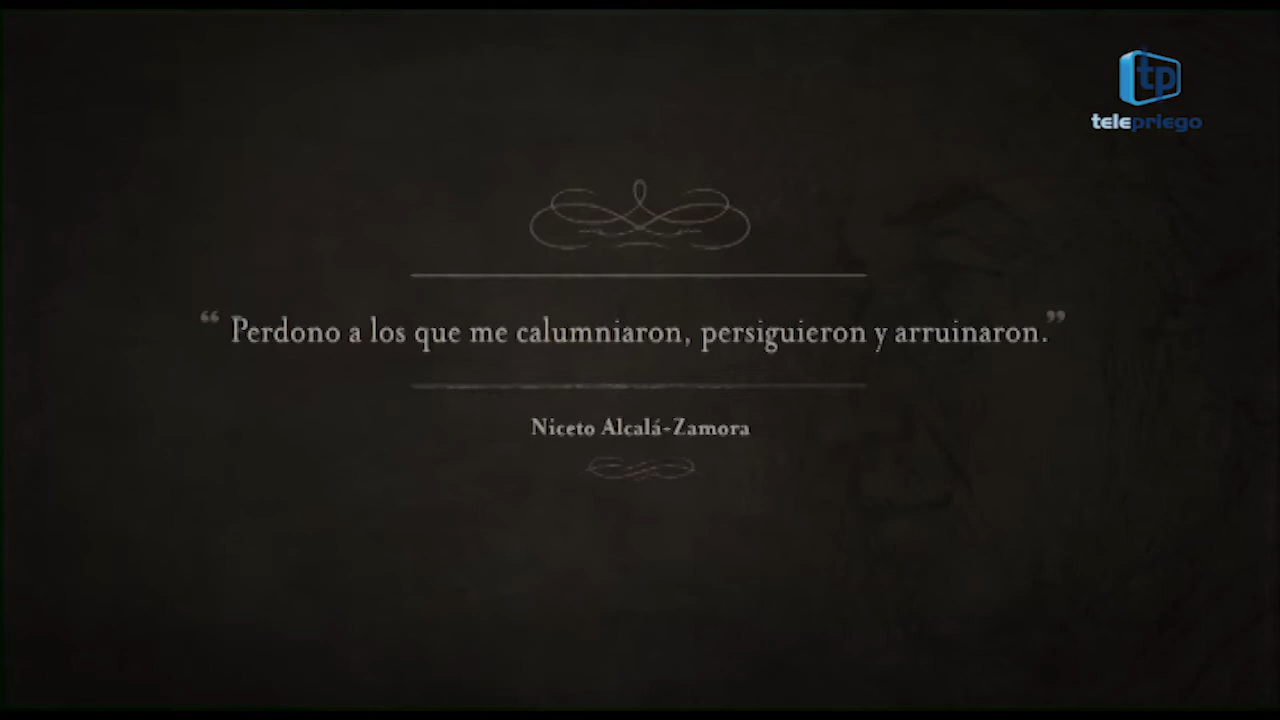 tp
telepriego
“ Perdono a los que me calumniaron, persiguieron y arruinaron.”
Niceto Alcalá-Zamora